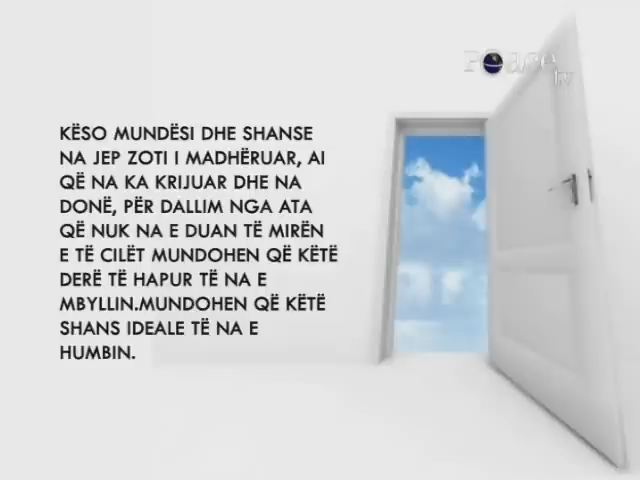 Peace tv
KËSO MUNDËSI DHE SHANSE
NA JEP ZOTI I MADHËRUAR, AI
QË NA KA KRIJUAR DHE NA
DONË, PËR DALLIM NGA ATA
QË NUK NA E DUAN TË MIRËN
E TË CILËT MUNDOHEN QË KËTË
DERË TË HAPUR TË NA E
MBYLLIN.MUNDOHEN QË KËTË
SHANS IDEALE TË NA E
HUMBIN.